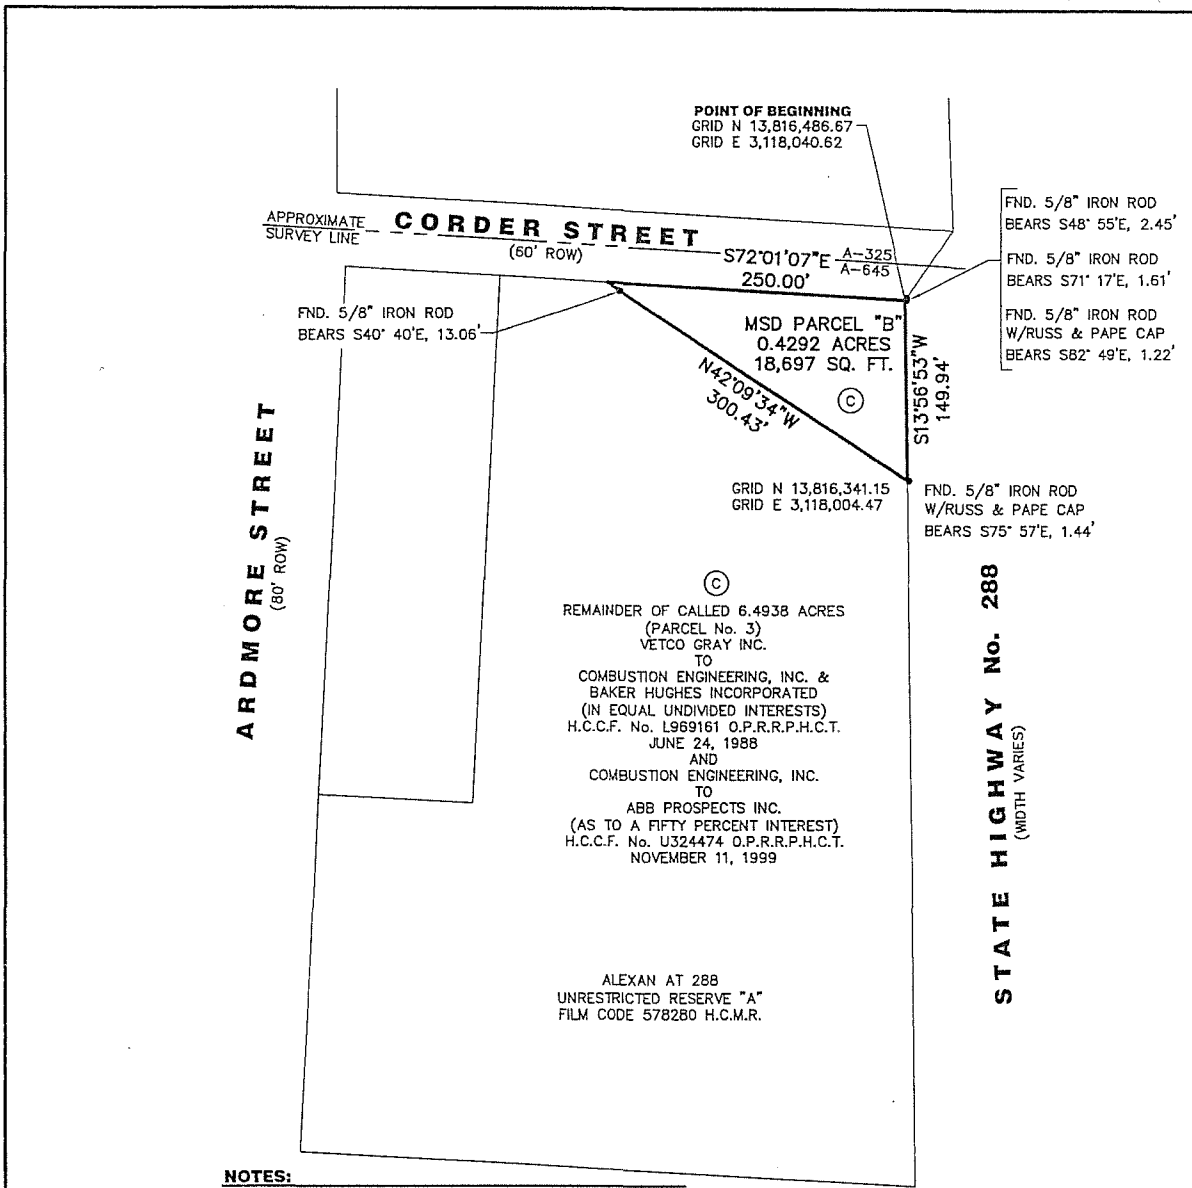 POINT OF BEGINNING
GRID N 13,816,486.67
GRID E 3,118,040.62
FND. 5/8" IRON ROD
BEARS S48° 55'E, 2.45'
FND. 5/8" IRON ROD
BEARS S71° 17'E, 1.61'
FND. 5/8" IRON ROD
W/RUSS & PAPE CAP
BEARS S82° 49'E, 1.22'
APPROXIMATE
SURVEY LINE
CORDER STREET
(60' ROW)
S72°01'07"E
250.00'
A-325
A-645
FND. 5/8" IRON ROD
BEARS S40° 40'E, 13.06'
MSD PARCEL "B"
0.4292 ACRES
18,697 SQ. FT.
C
N42°09'34"W
300.43'
S13°56'53"W
149.94'
GRID N 13,816,341.15
GRID E 3,118,004.47
FND. 5/8" IRON ROD
W/RUSS & PAPE CAP
BEARS S75° 57'E, 1.44'
ARDMORE STREET
(80' ROW)
C
REMAINDER OF CALLED 6.4938 ACRES
(PARCEL No. 3)
VETCO GRAY INC.
TO
COMBUSTION ENGINEERING, INC. &
BAKER HUGHES INCORPORATED
(IN EQUAL UNDIVIDED INTERESTS)
H.C.C.F. No. L969161 O.P.R.R.P.H.C.T.
JUNE 24, 1988
AND
COMBUSTION ENGINEERING, INC.
TO
ABB PROSPECTS INC.
(AS TO A FIFTY PERCENT INTEREST)
H.C.C.F. No. U324474 O.P.R.R.P.H.C.T.
NOVEMBER 11, 1999
STATE HIGHWAY No. 288
(WIDTH VARIES)
ALEXAN AT 288
UNRESTRICTED RESERVE "A"
FILM CODE 578280 H.C.M.R.
NOTES: